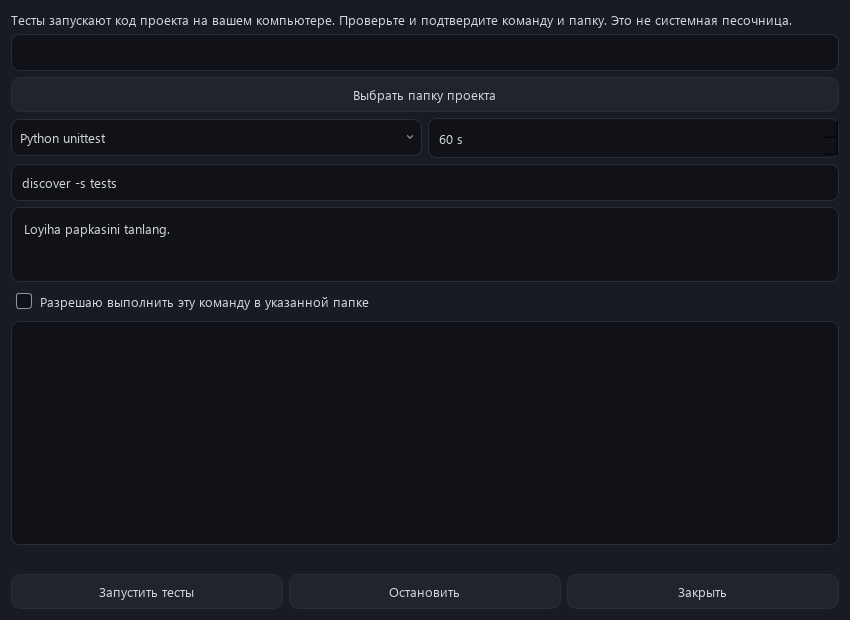 Тесты запускают код проекта на вашем компьютере. Проверьте и подтвердите команду и папку. Это не системная песочница.
Выбрать папку проекта
Python unittest
60 s
discover -s tests
Loyiha papkasini tanlang.
Разрешаю выполнить эту команду в указанной папке
Запустить тесты
Остановить
Закрыть